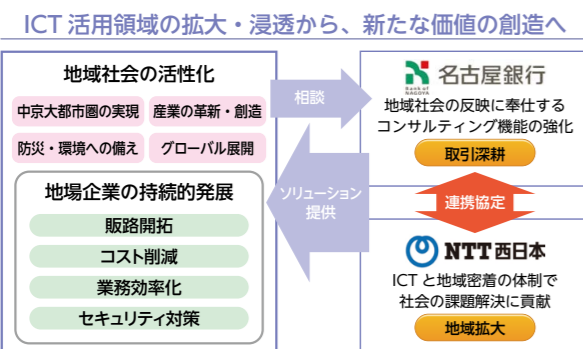 ICT 活用領域の拡大・浸透から、新たな価値の創造へ
地域社会の活性化
中京大都市圏の実現
産業の革新・創造
防災・環境への備え
グローバル展開
地場企業の持続的発展
販路開拓
コスト削減
業務効率化
セキュリティ対策
相談
ソリューション
提供
Bank of
NAGOYA
名古屋銀行
地域社会の反映に奉仕する
コンサルティング機能の強化
取引深耕
連携協定
NTT西日本
ICT と地域密着の体制で
社会の課題解決に貢献
地域拡大